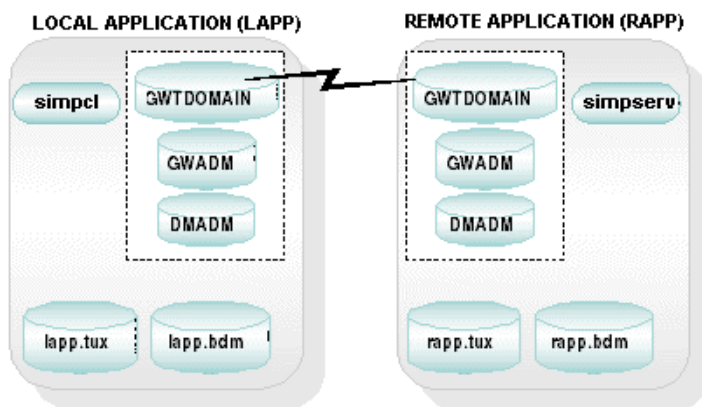 LOCAL APPLICATION (LAPP)
REMOTE APPLICATION (RAPP)
simpcl
GWTDOMAIN
GWADM
DMADM
lapp.tux
lapp.bdm
GWTDOMAIN
simpserv
GWADM
DMADM
rapp.tux
rapp.bdm